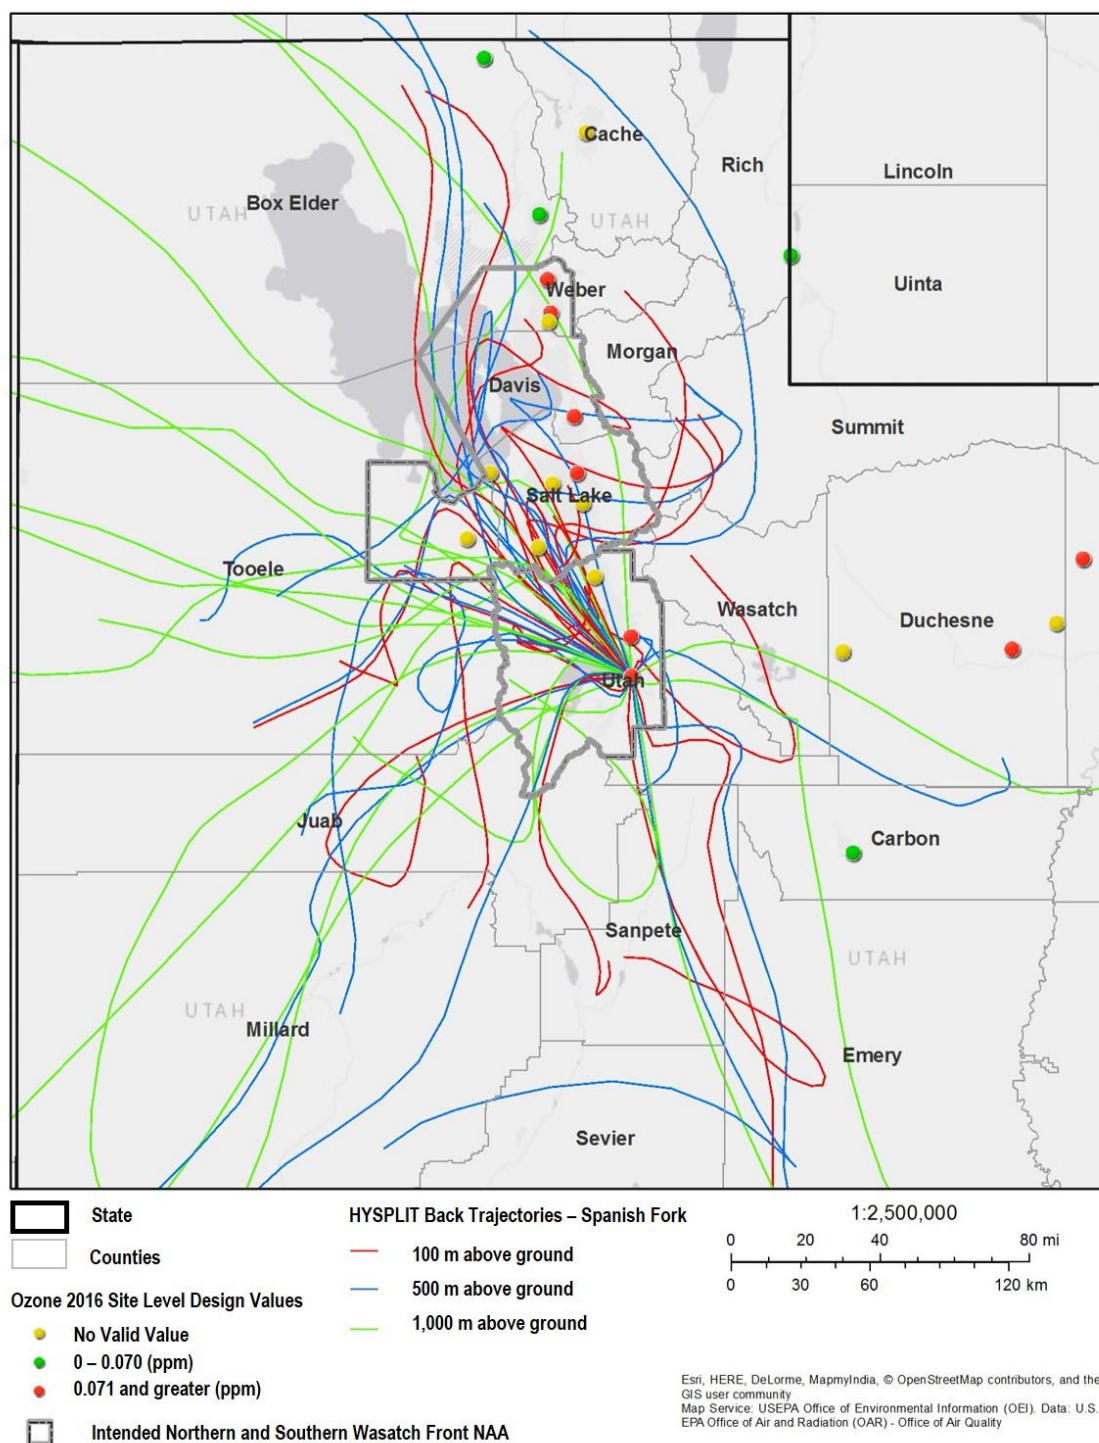 Cache
Rich
Lincoln
UTAH
Box Elder
UTAH
Uinta
Weber
Morgan
Davis
Summit
Salt Lake
Tooele
Wasatch
Duchesne
Utah
Juab
Carbon
Sanpete
UTAH
UTAH
Millard
Emery
Sevier
State
Counties
Ozone 2016 Site Level Design Values
No Valid Value
0 – 0.070 (ppm)
0.071 and greater (ppm)
Intended Northern and Southern Wasatch Front NAA
HYSPLIT Back Trajectories – Spanish Fork
100 m above ground
500 m above ground
1,000 m above ground
1:2,500,000
0 20 40 80 mi
0 30 60 120 km
Esri, HERE, DeLorme, MapmyIndia, © OpenStreetMap contributors, and the
GIS user community
Map Service: USEPA Office of Environmental Information (OEI). Data: U.S.
EPA Office of Air and Radiation (OAR) - Office of Air Quality